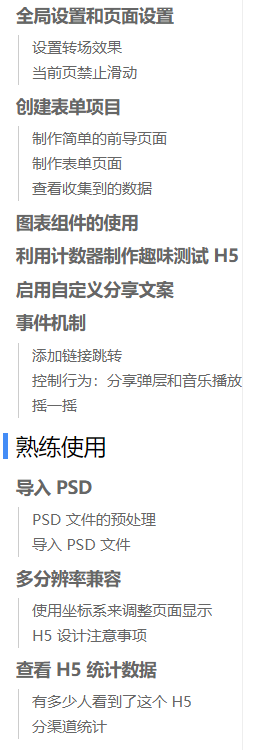 全局设置和页面设置
设置转场效果
当前页禁止滑动
创建表单项目
制作简单的前导页面
制作表单页面
查看收集到的数据
图表组件的使用
利用计数器制作趣味测试 H5
启用自定义分享文案
事件机制
添加链接跳转
控制行为：分享弹层和音乐播放
摇一摇
熟练使用
导入 PSD
PSD 文件的预处理
导入 PSD 文件
多分辨率兼容
使用坐标系来调整页面显示
H5 设计注意事项
查看 H5 统计数据
有多少人看到了这个 H5
分渠道统计